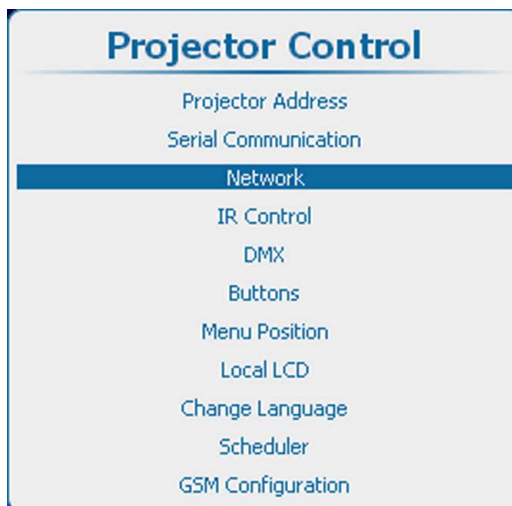 Projector Control
Projector Address
Serial Communication
Network
IR Control
DMX
Buttons
Menu Position
Local LCD
Change Language
Scheduler
GSM Configuration